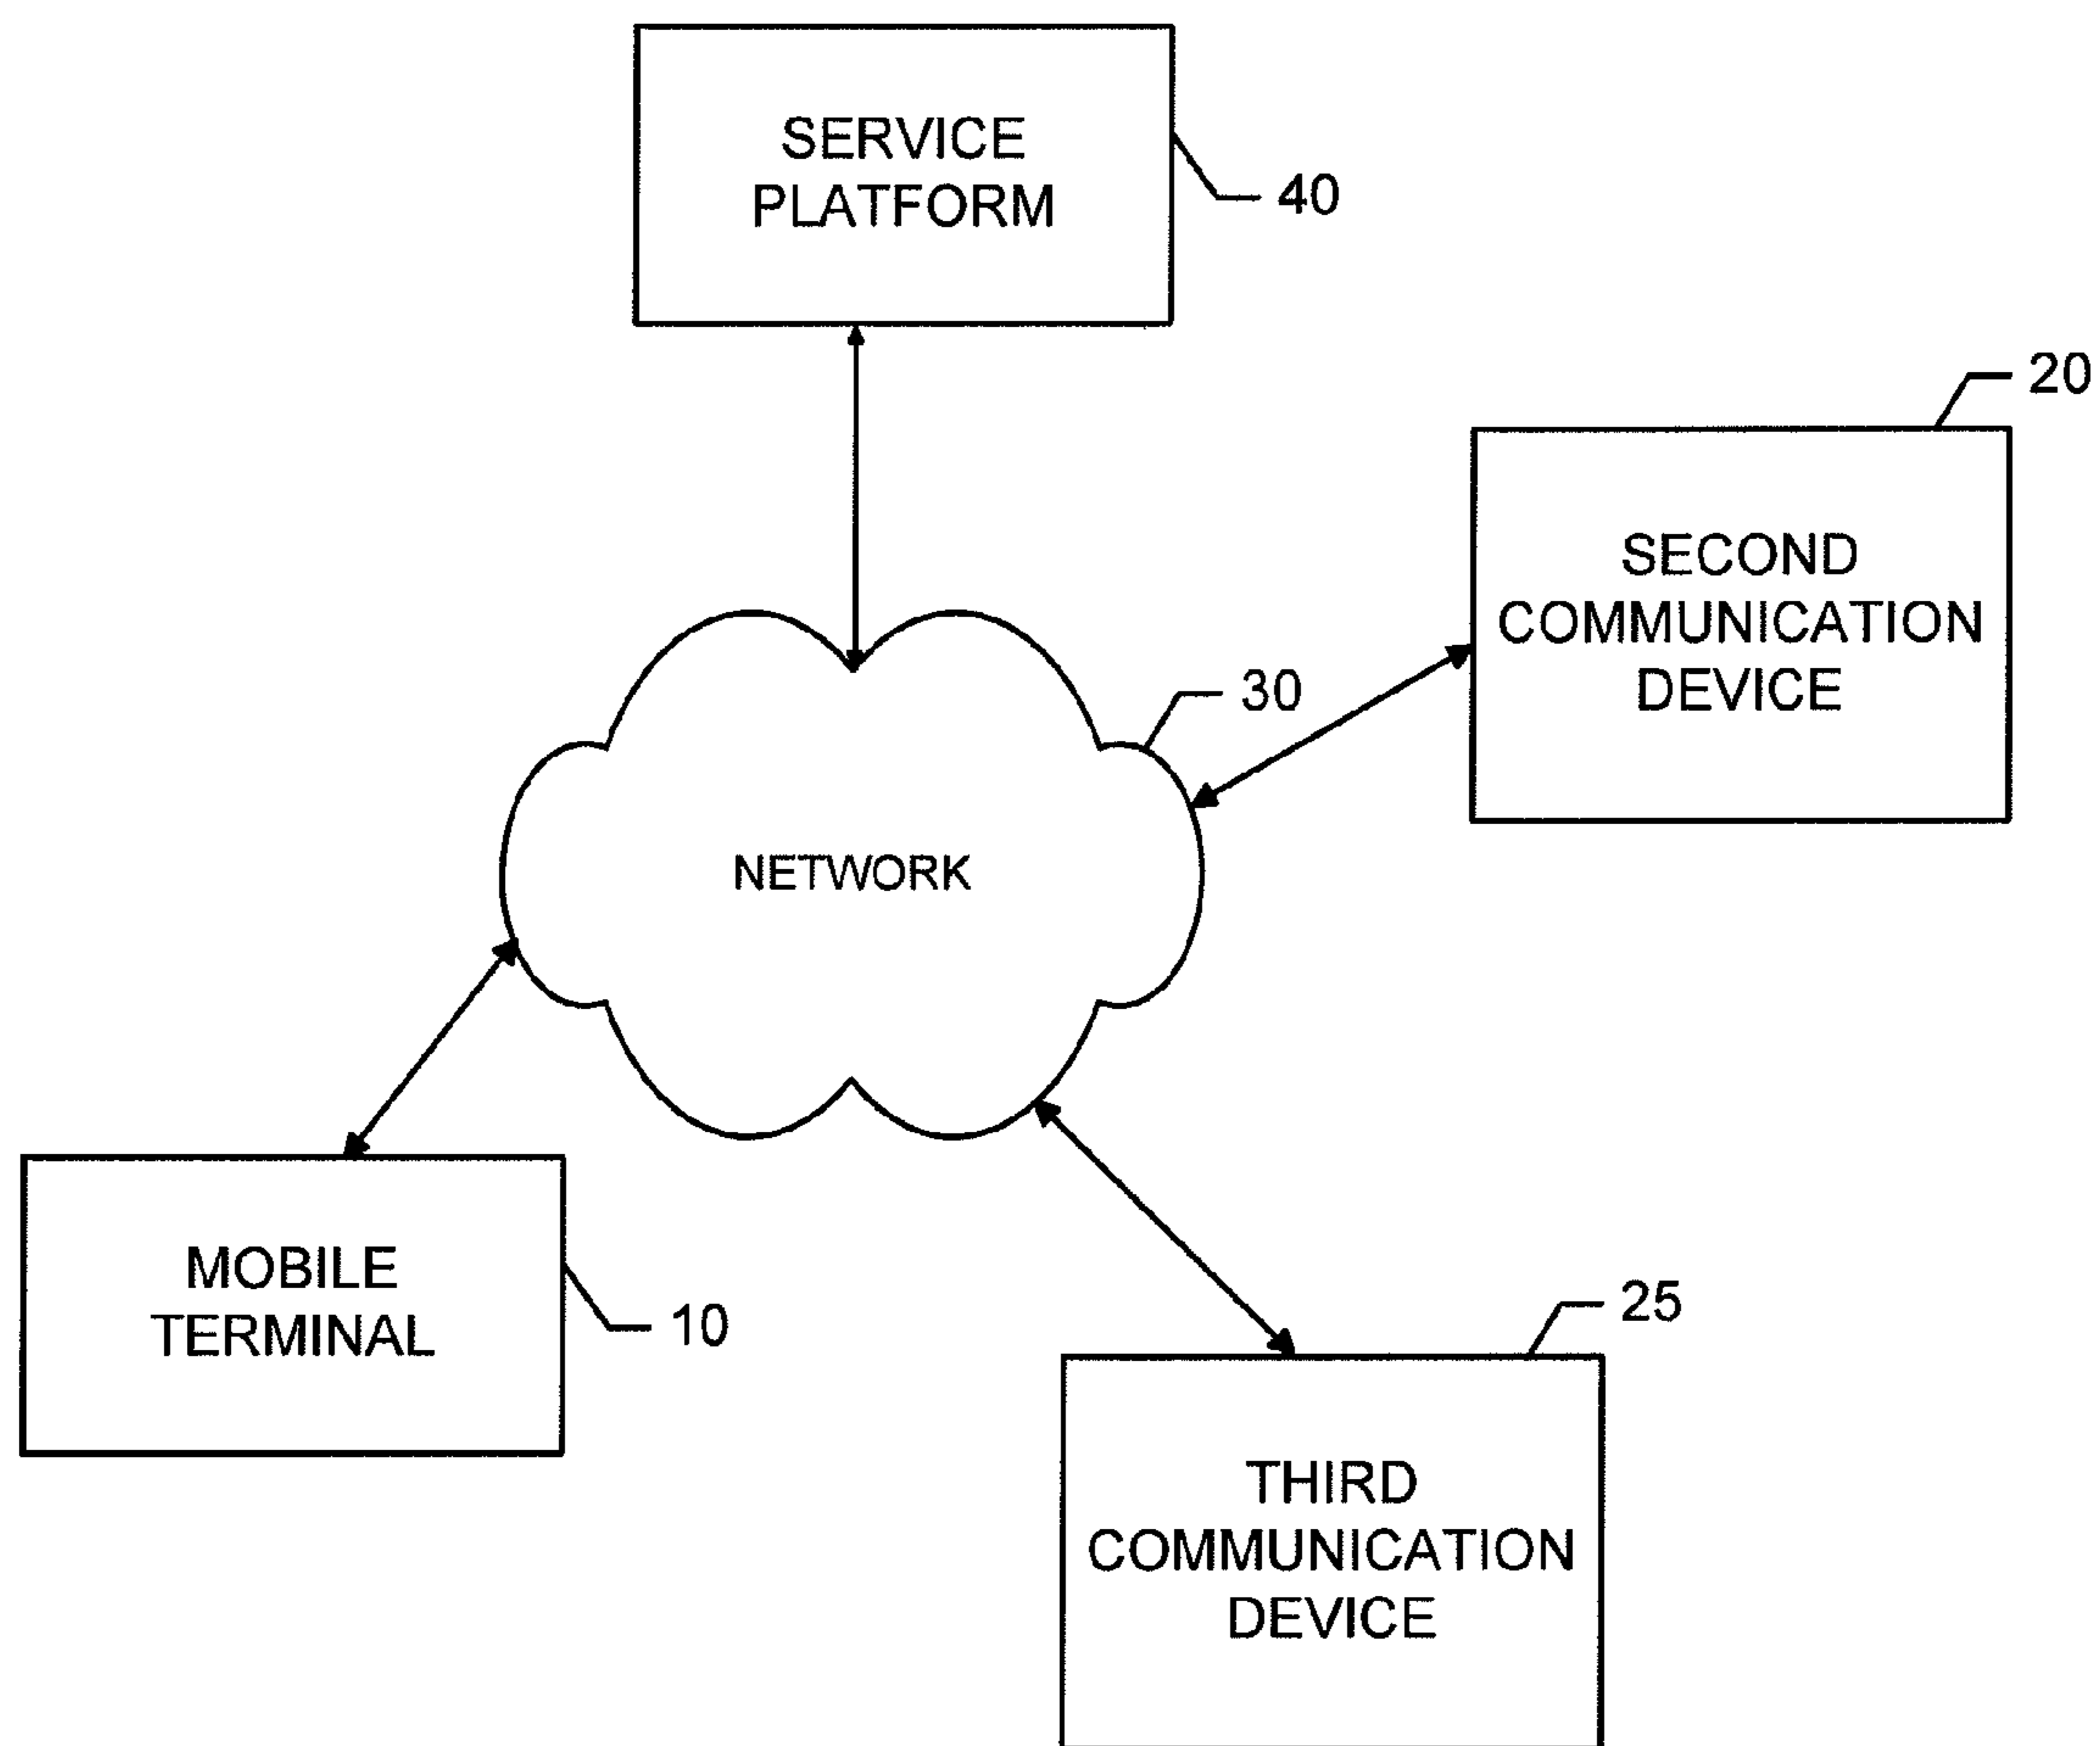 SERVICE
PLATFORM
40
20
SECOND
COMMUNICATION
DEVICE
30
NETWORK
MOBILE
TERMINAL
10
25
THIRD
COMMUNICATION
DEVICE